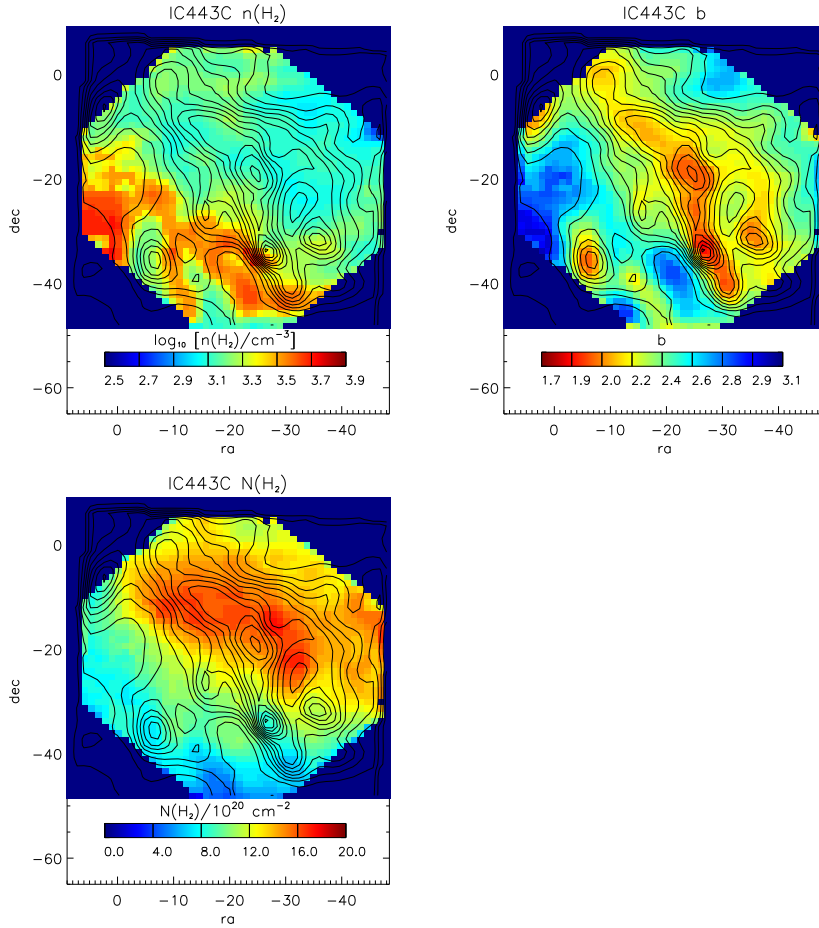 IC443C n(H₂)
0
−20
−40
−60
dec
log₁₀ [n(H₂)/cm⁻³]
2.5 2.7 2.9 3.1 3.3 3.5 3.7 3.9
0 −10 −20 −30 −40
ra
IC443C b
0
−20
−40
−60
dec
b
1.7 1.9 2.0 2.2 2.4 2.6 2.8 2.9 3.1
0 −10 −20 −30 −40
ra
IC443C N(H₂)
0
−20
−40
−60
dec
N(H₂)/10²⁰ cm⁻²
0.0 4.0 8.0 12.0 16.0 20.0
0 −10 −20 −30 −40
ra